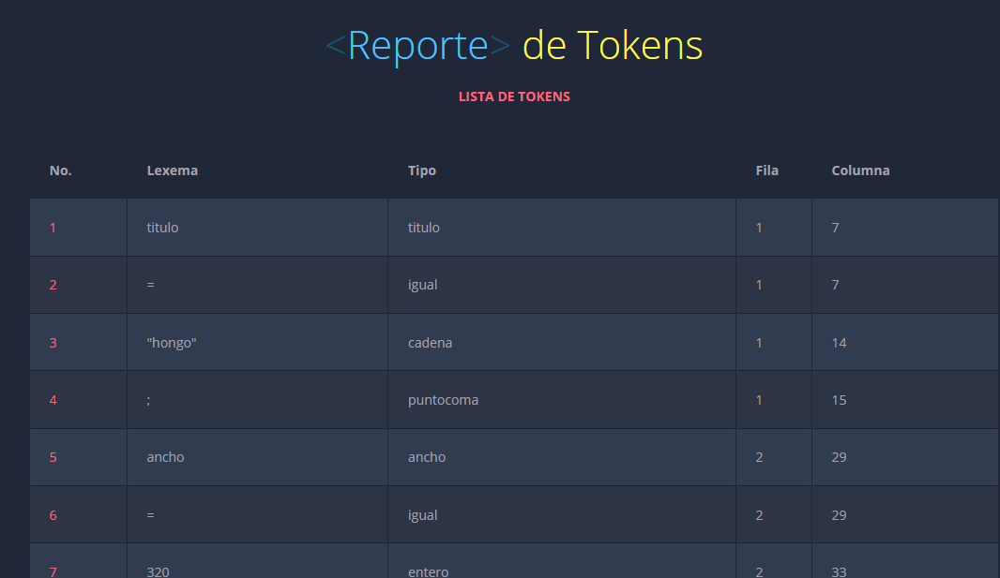 <Reporte> de Tokens
LISTA DE TOKENS
No. Lexema Tipo Fila Columna
1 titulo titulo 1 7
2 = igual 1 7
3 "hongo" cadena 1 14
4 ; puntocoma 1 15
5 ancho ancho 2 29
6 = igual 2 29
7 320 entero 2 33